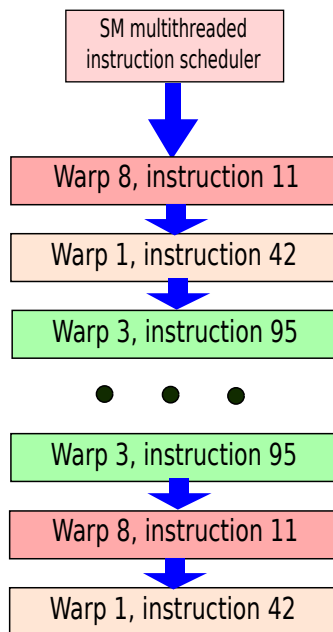 SM multithreaded
instruction scheduler
Warp 8, instruction 11
Warp 1, instruction 42
Warp 3, instruction 95
Warp 3, instruction 95
Warp 8, instruction 11
Warp 1, instruction 42